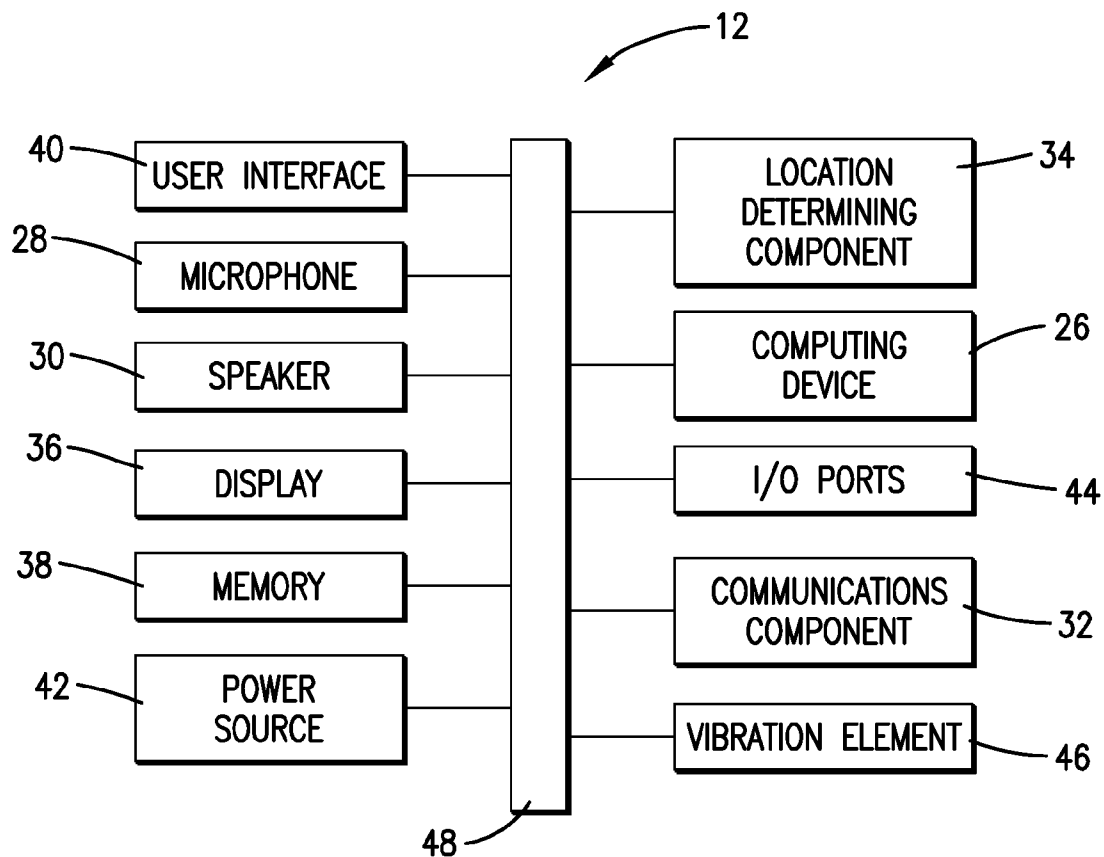 12
40
USER INTERFACE
28
MICROPHONE
30
SPEAKER
36
DISPLAY
38
MEMORY
42
POWER
SOURCE
48
LOCATION
DETERMINING
COMPONENT
34
COMPUTING
DEVICE
26
I/O PORTS
44
COMMUNICATIONS
COMPONENT
32
VIBRATION ELEMENT
46